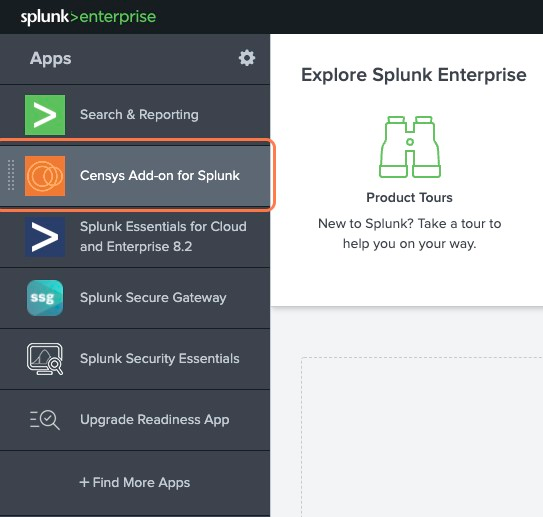 splunk>enterprise
Apps
Search & Reporting
Censys Add-on for Splunk
Splunk Essentials for Cloud
and Enterprise 8.2
ssg
Splunk Secure Gateway
Splunk Security Essentials
Upgrade Readiness App
+ Find More Apps
Explore Splunk Enterprise
Product Tours
New to Splunk? Take a tour to
help you on your way.